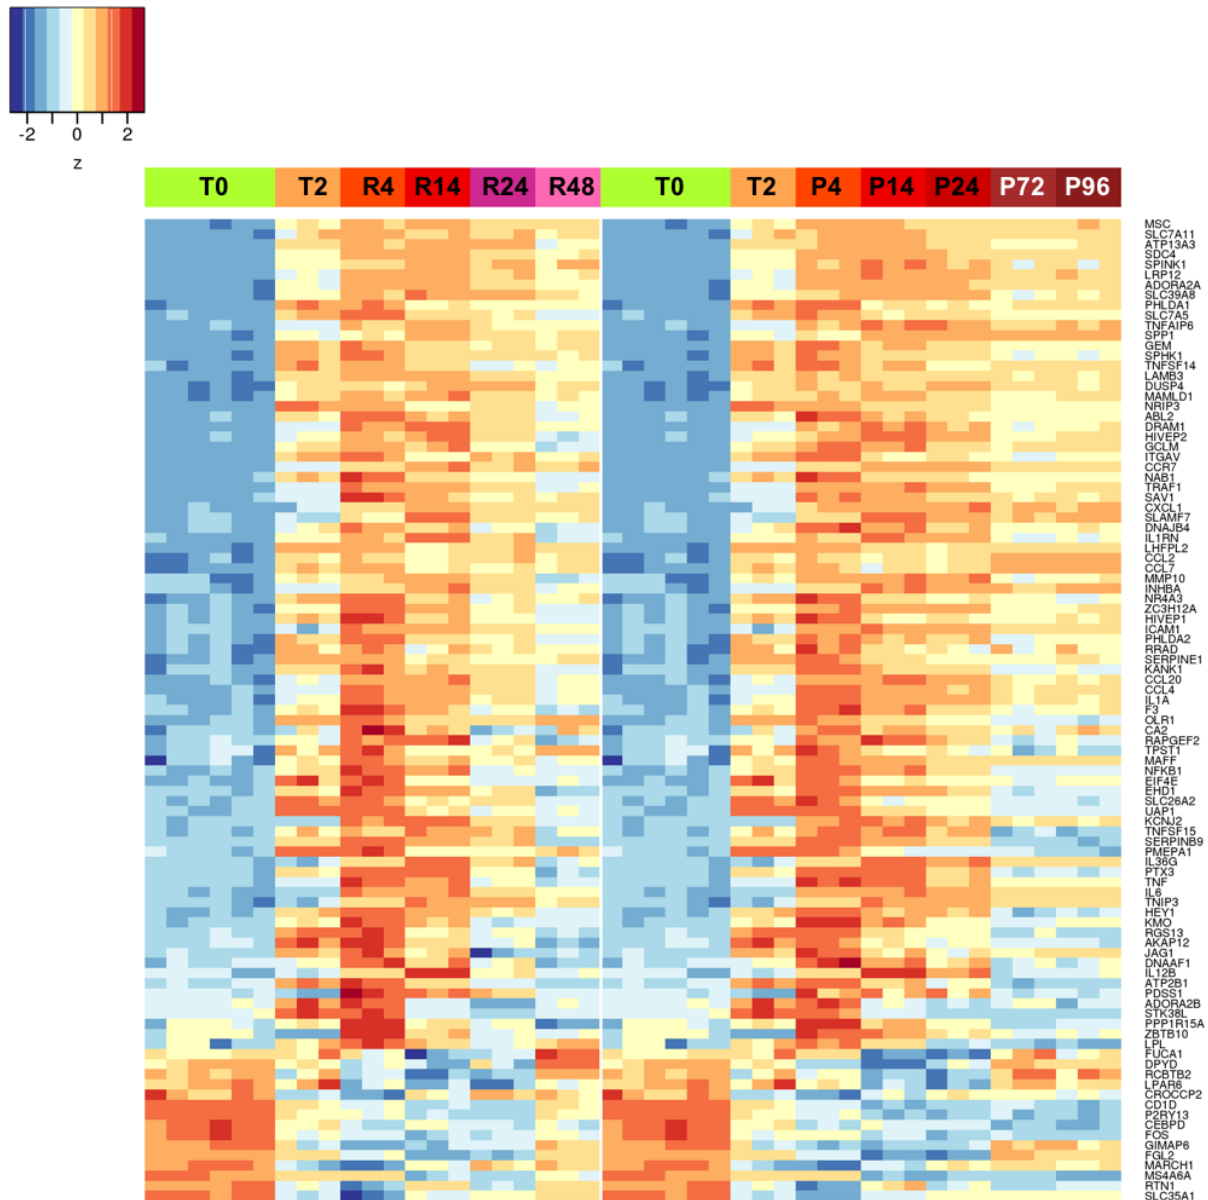 -2 0 2
z
T0 T2 R4 R14 R24 R48 T0 T2 P4 P14 P24 P72 P96
MSC
SLC7A11
ATP13A3
SDC4
SPINK1
LRP12
ADORA2A
SLC39A8
PHLDA1
SLC7A5
TNFAIP6
SPP1
GEM
SPHK1
TNFSF14
LAMB3
DUSP4
MAMLD1
NRIP3
ABL2
DRAM1
HIVEP2
GCLM
ITGAV
CCR7
NAB1
TRAF1
SAV1
CXCL1
SLAMF7
DNAJB4
IL1RN
LHFPL2
CCL2
CCL7
MMP10
INHBA
NR4A3
ZC3H12A
HIVEP1
ICAM1
PHLDA2
RRAD
SERPINE1
KANK1
CCL20
CCL4
IL1A
F3
OLR1
CA2
RAPGEF2
TPST1
MAFF
NFKB1
EIF4E
EHD1
SLC26A2
UAP1
KCNJ2
TNFSF15
SERPINB9
PMEPA1
IL36G
PTX3
TNF
IL6
TNIP3
HEY1
KMO
RGS13
AKAP12
JAG1
DNAAF1
IL12B
ATP2B1
PDSS1
ADORA2B
STK38L
PPP1R15A
ZBTB10
LPL
FUCA1
DPYD
RCBTB2
LPAR6
CROCCP2
CD1D
P2RY13
CEBPD
FOS
GIMAP6
FGL2
MARCH1
MS4A6A
RTN1
SLC35A1